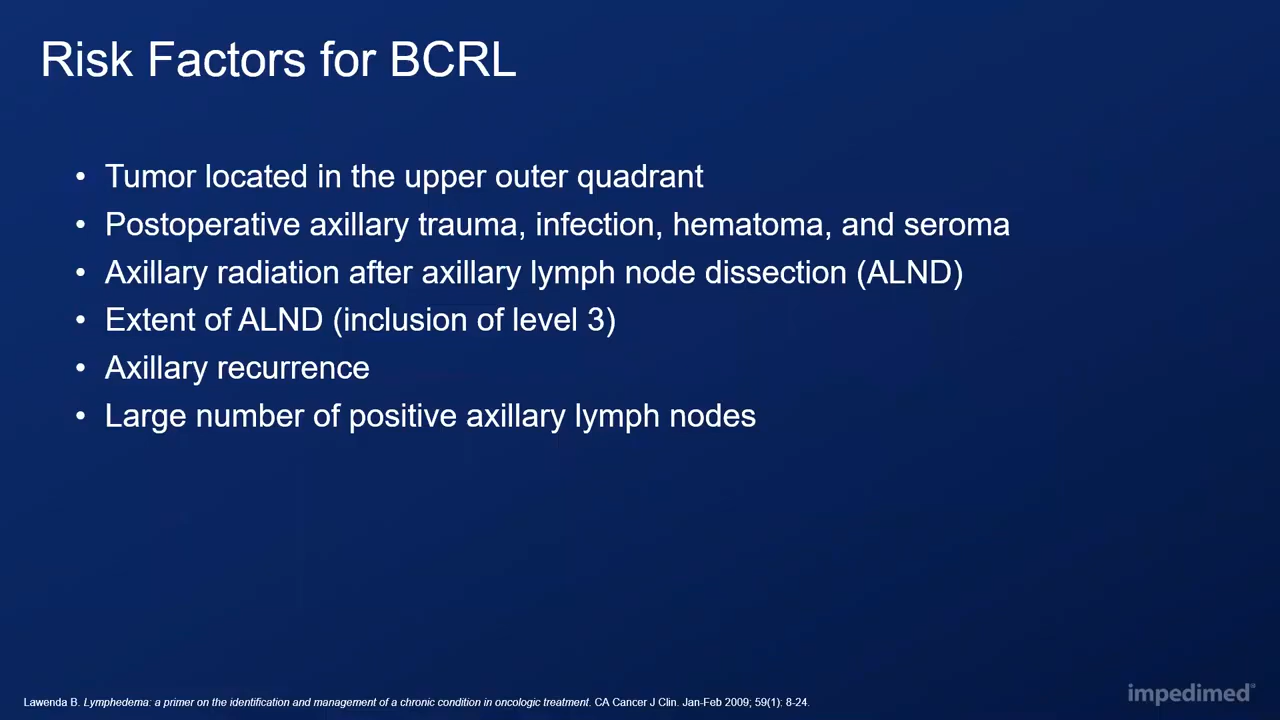 Risk Factors for BCRL
• Tumor located in the upper outer quadrant
• Postoperative axillary trauma, infection, hematoma, and seroma
• Axillary radiation after axillary lymph node dissection (ALND)
• Extent of ALND (inclusion of level 3)
• Axillary recurrence
• Large number of positive axillary lymph nodes
Lawenda B. Lymphedema: a primer on the identification and management of a chronic condition in oncologic treatment. CA Cancer J Clin. Jan-Feb 2009; 59(1): 8-24.
impedimed®